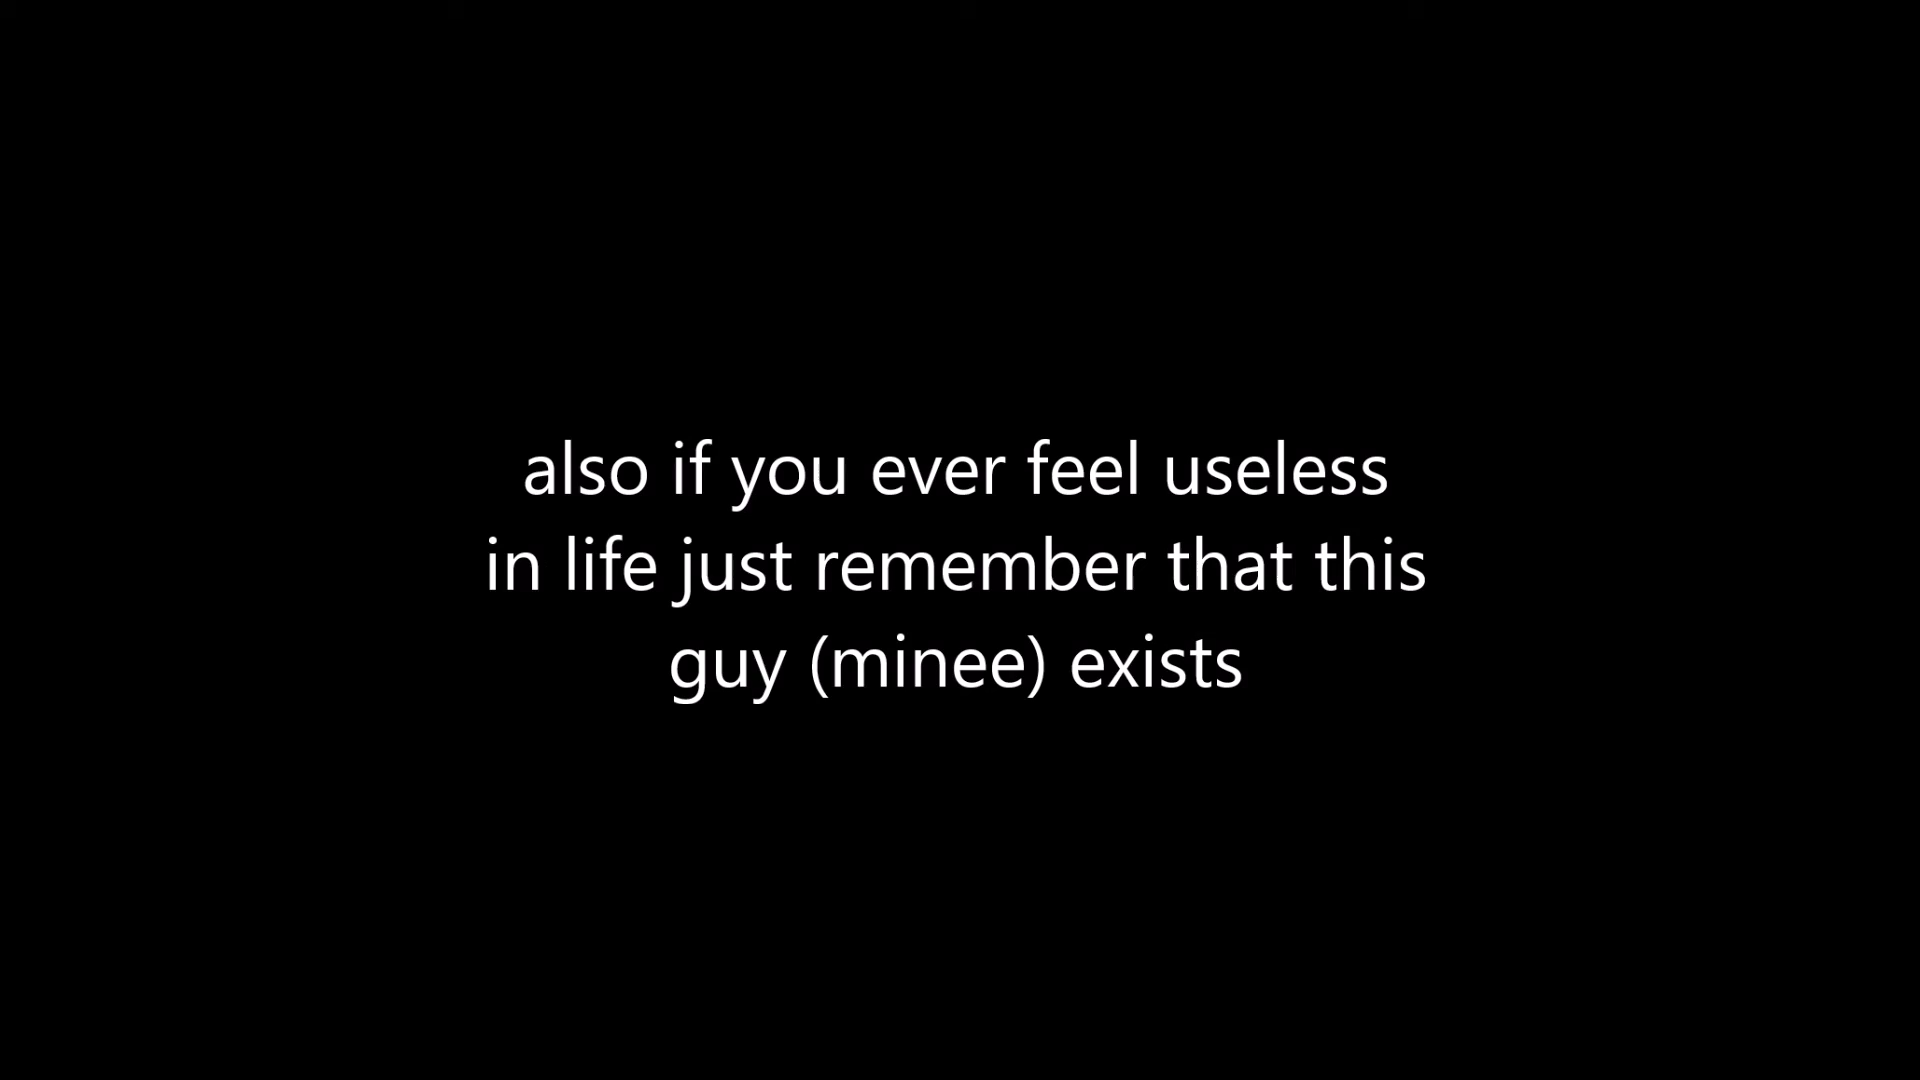 also if you ever feel useless
in life just remember that this
guy (minee) exists